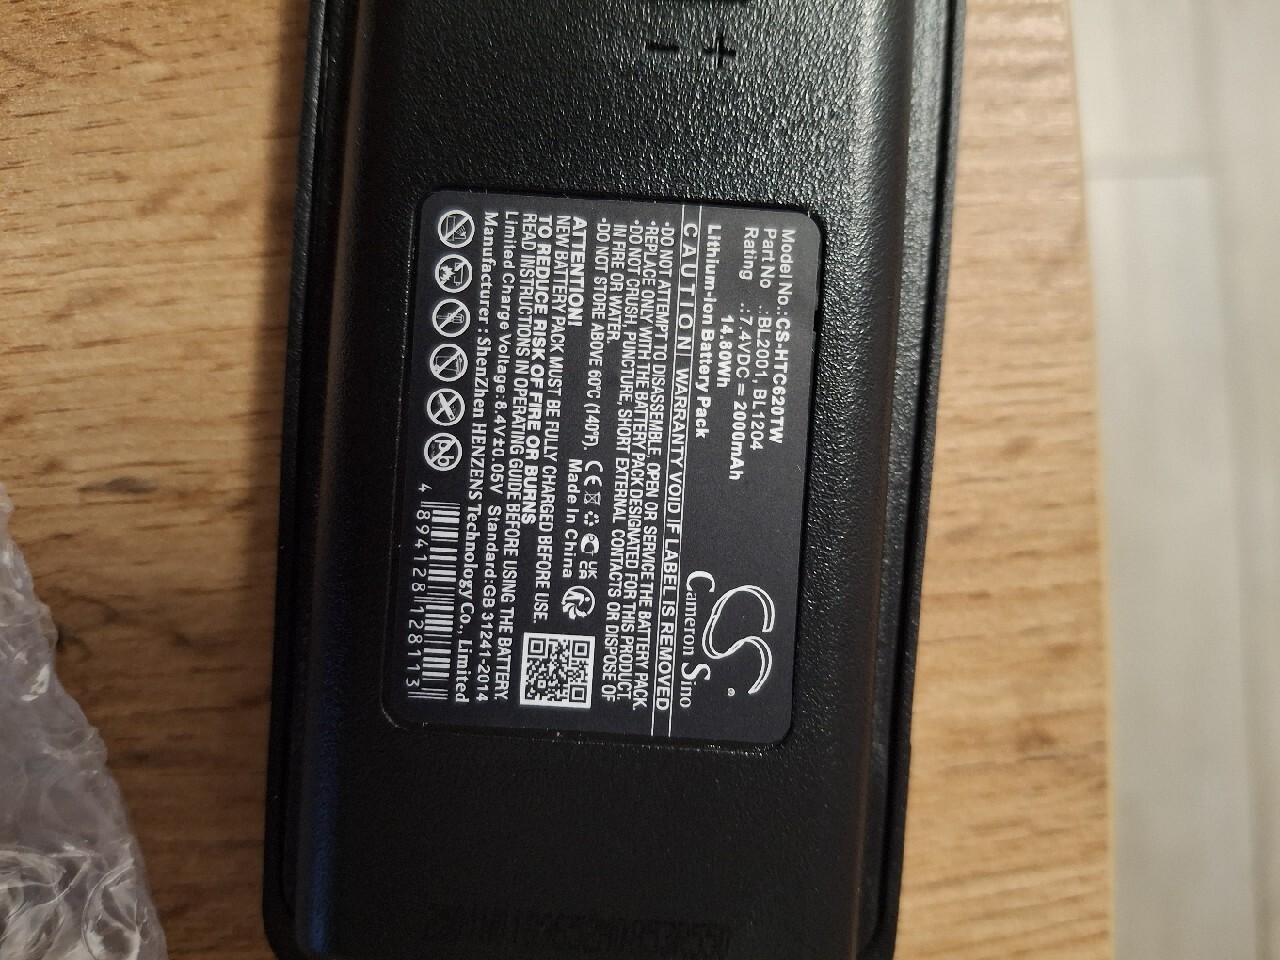 - +
Model No.:CS-HTC620TW
Part No .:BL2001, BL1204
Rating .:7.4VDC = 2000mAh
14.80Wh
Lithium-ion Battery Pack
CS®
Cameron Sino
CAUTION! WARRANTY VOID IF LABEL IS REMOVED
·DO NOT ATTEMPT TO DISASSEMBLE, OPEN OR SERVICE THE BATTERY PACK.
·REPLACE ONLY WITH THE BATTERY PACK DESIGNATED FOR THIS PRODUCT.
·DO NOT CRUSH, PUNCTURE, SHORT EXTERNAL CONTACTS OR DISPOSE OF
IN FIRE OR WATER.
·DO NOT STORE ABOVE 60°C (140°F).
CE UK CA
ATTENTION!
Made In China
NEW BATTERY PACK MUST BE FULLY CHARGED BEFORE USE.
TO REDUCE RISK OF FIRE OR BURNS
READ INSTRUCTIONS IN OPERATING GUIDE BEFORE USING THE BATTERY.
Limited Charge Voltage:8.4V±0.05V Standard:GB 31241-2014
Manufacturer :ShenZhen HENZENS Technology Co., Limited
Pb
4 894128 128113